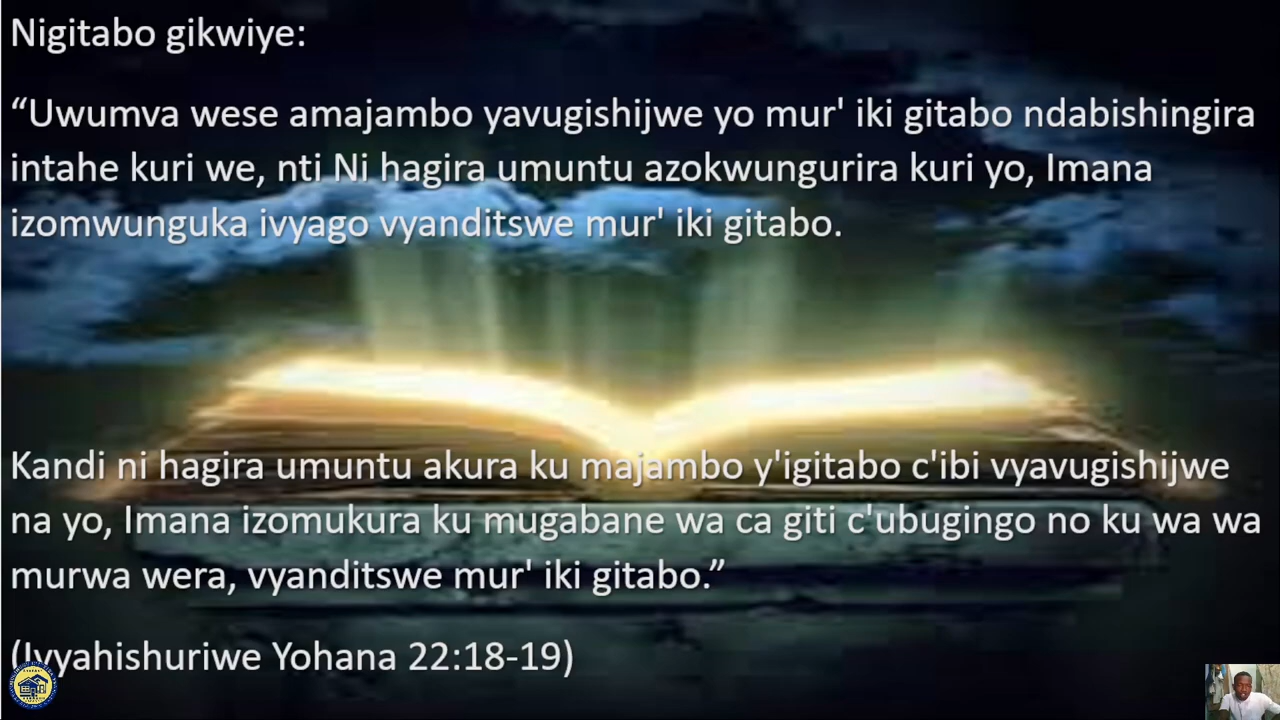 Nigitabo gikwiye:
“Uwumva wese amajambo yavugishijwe yo mur' iki gitabo ndabishingira
intahe kuri we, nti Ni hagira umuntu azokwungurira kuri yo, Imana
izomwunguka ivyago vyanditswe mur' iki gitabo.
Kandi ni hagira umuntu akura ku majambo y'igitabo c'ibi vyavugishijwe
na yo, Imana izomukura ku mugabane wa ca giti c'ubugingo no ku wa wa
murwa wera, vyanditswe mur' iki gitabo.”
(Ivyahishuriwe Yohana 22:18-19)